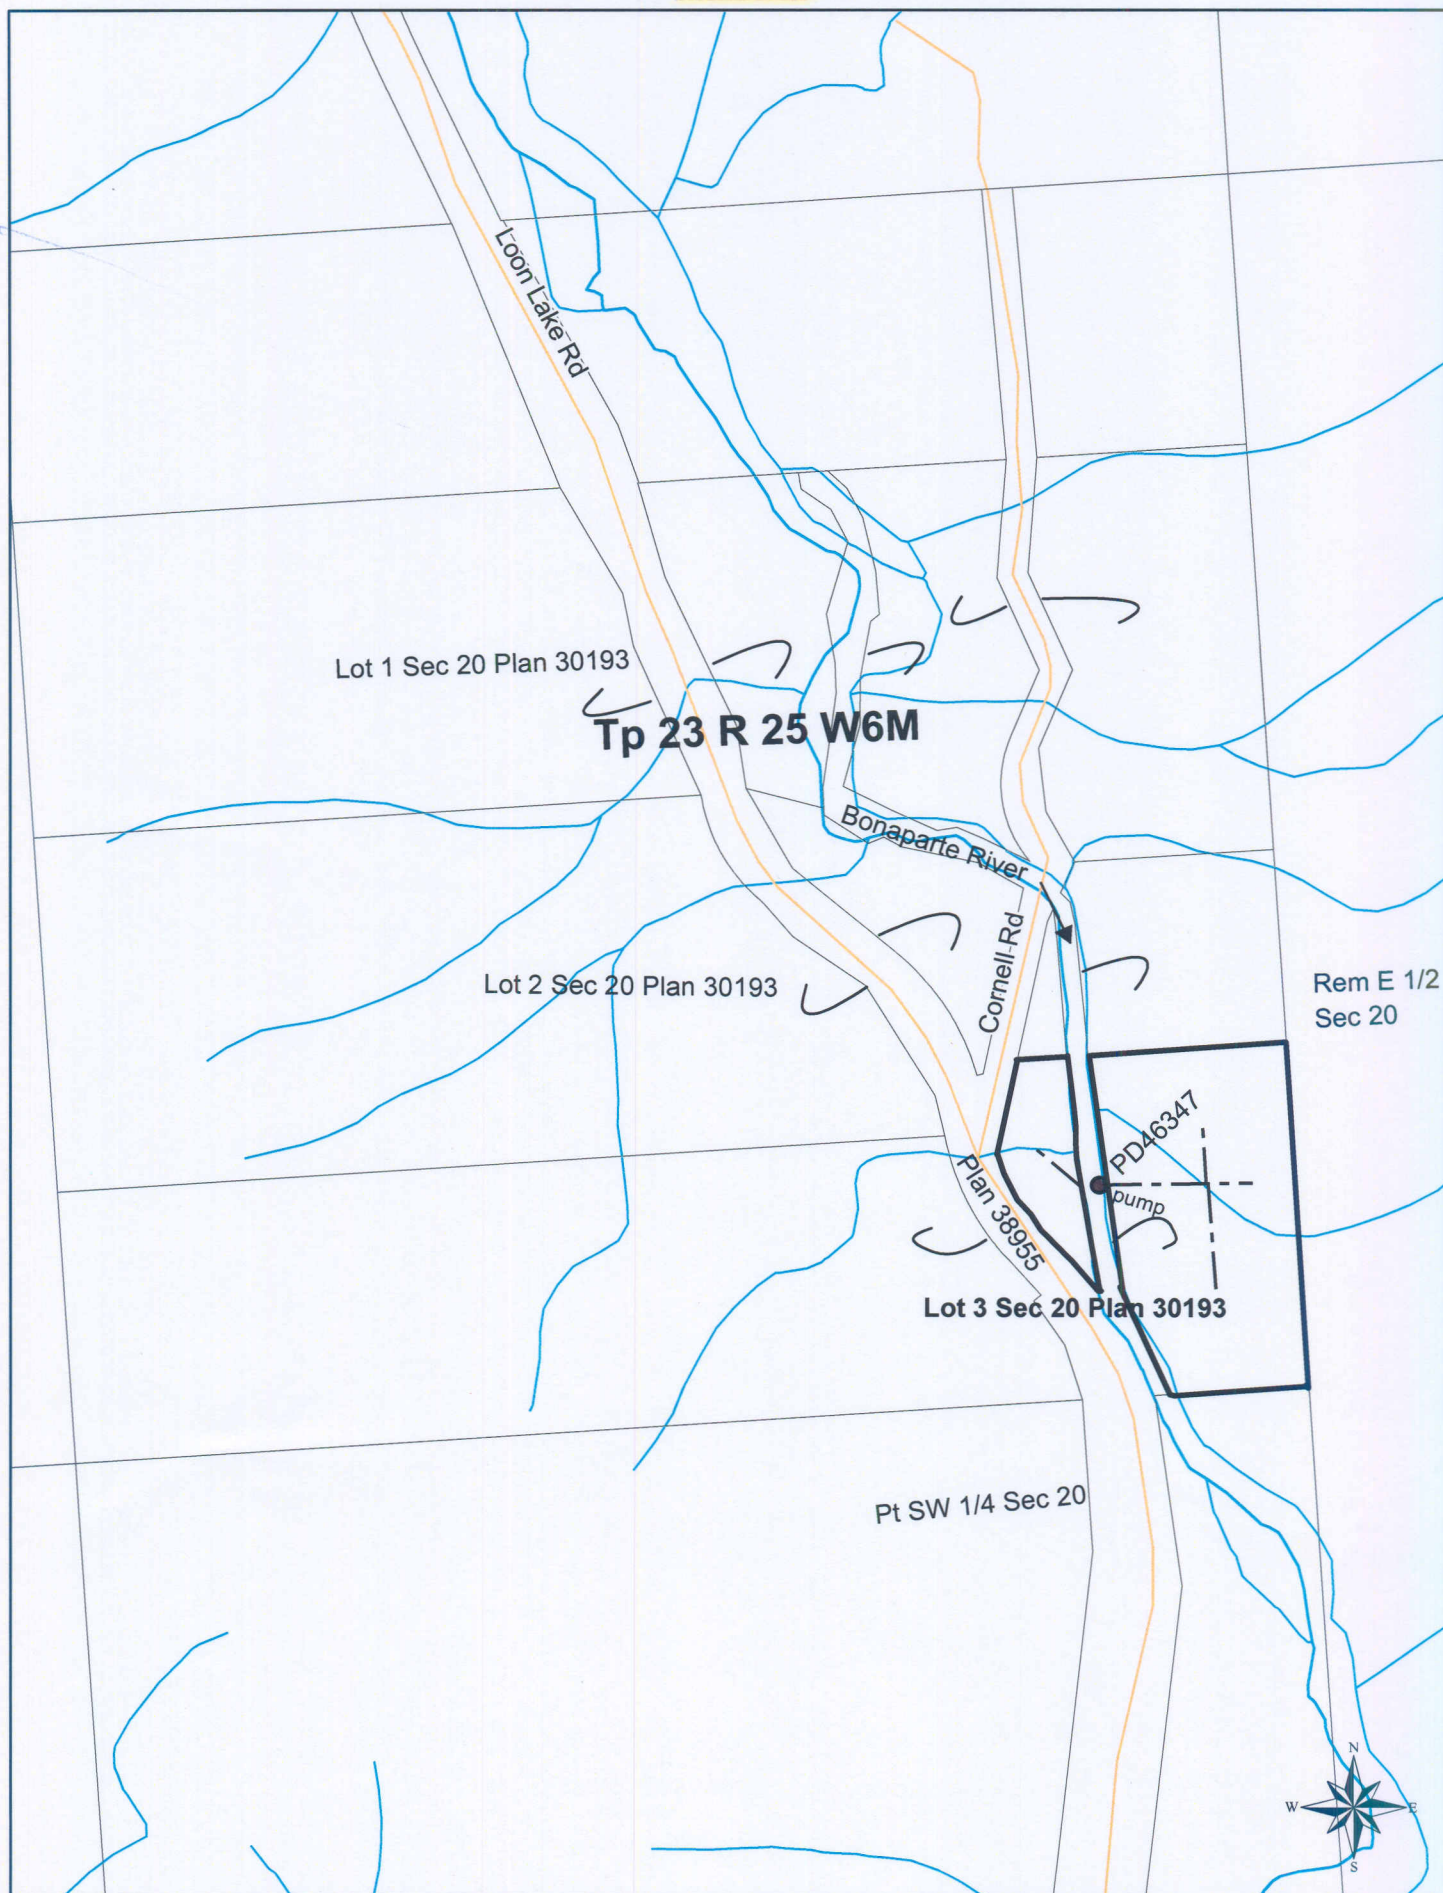 Loon Lake Rd
Lot 1 Sec 20 Plan 30193
Tp 23 R 25 W6M
Bonaparte River
Cornell Rd
Lot 2 Sec 20 Plan 30193
Rem E 1/2
Sec 20
PD46347
pump
Plan 38955
Lot 3 Sec 20 Plan 30193
Pt SW 1/4 Sec 20
N
W
E
S